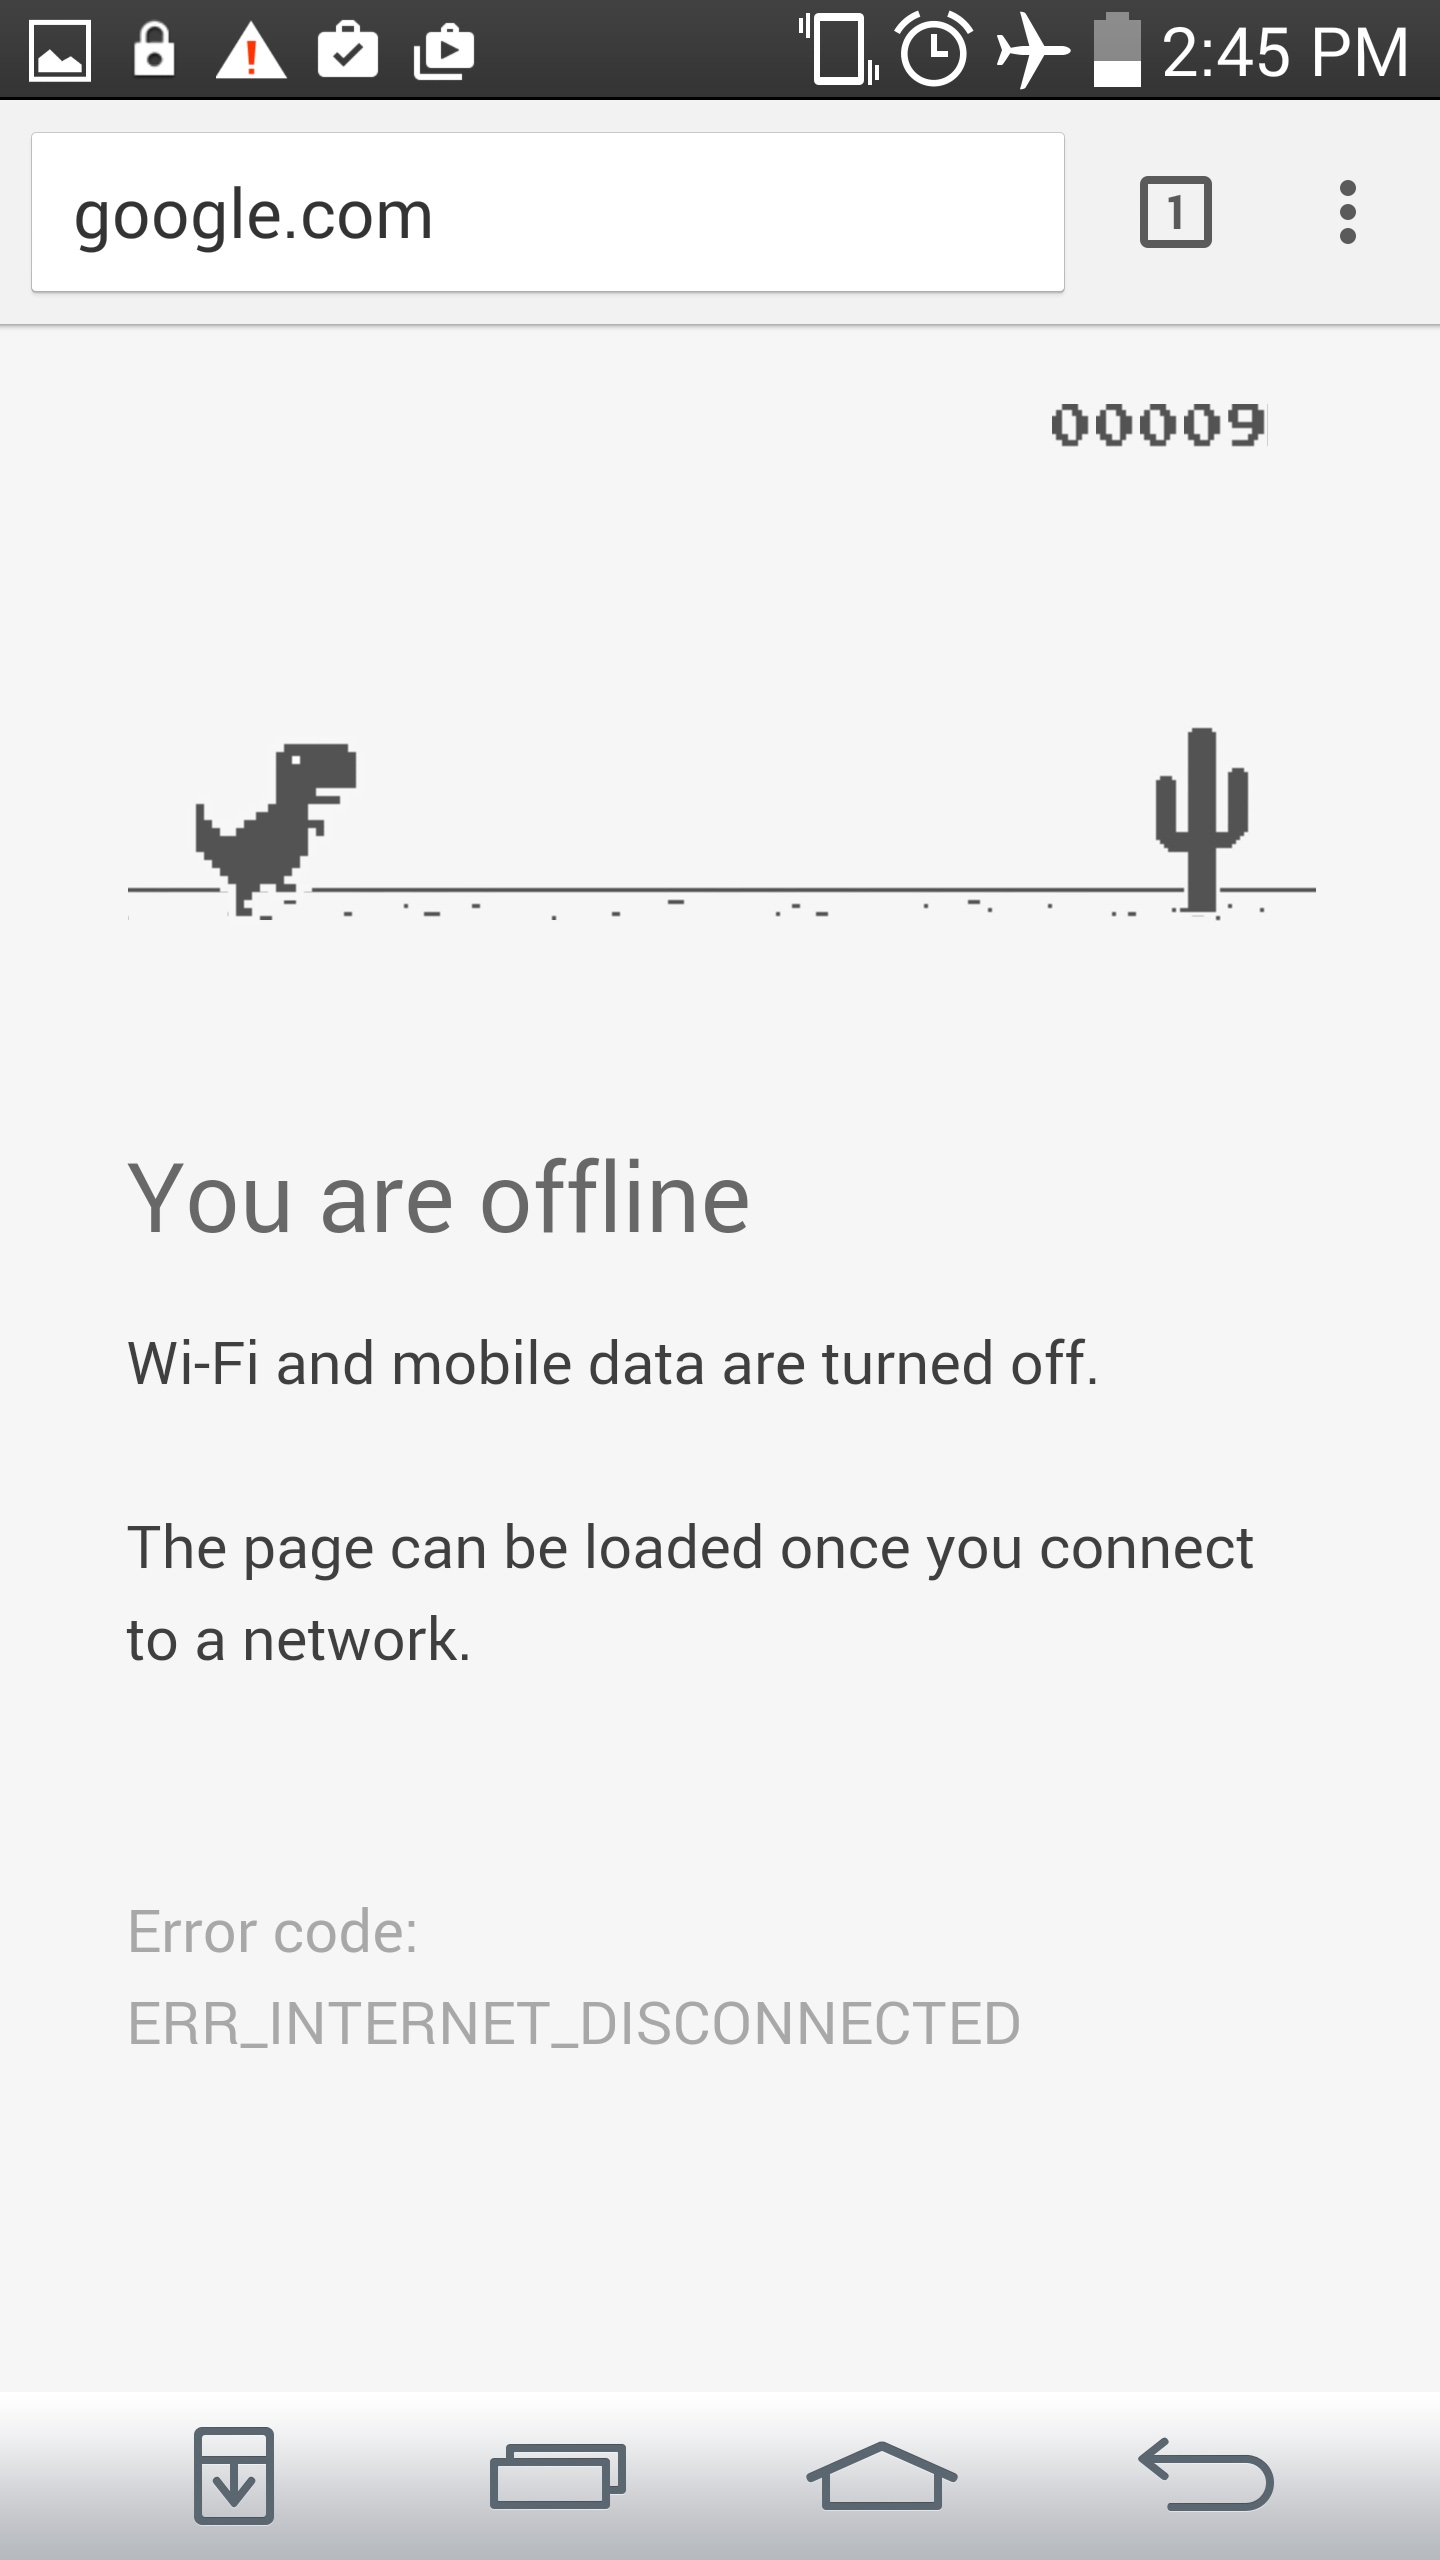 2:45 PM
google.com
1
00009
You are offline
Wi-Fi and mobile data are turned off.
The page can be loaded once you connect
to a network.
Error code:
ERR_INTERNET_DISCONNECTED